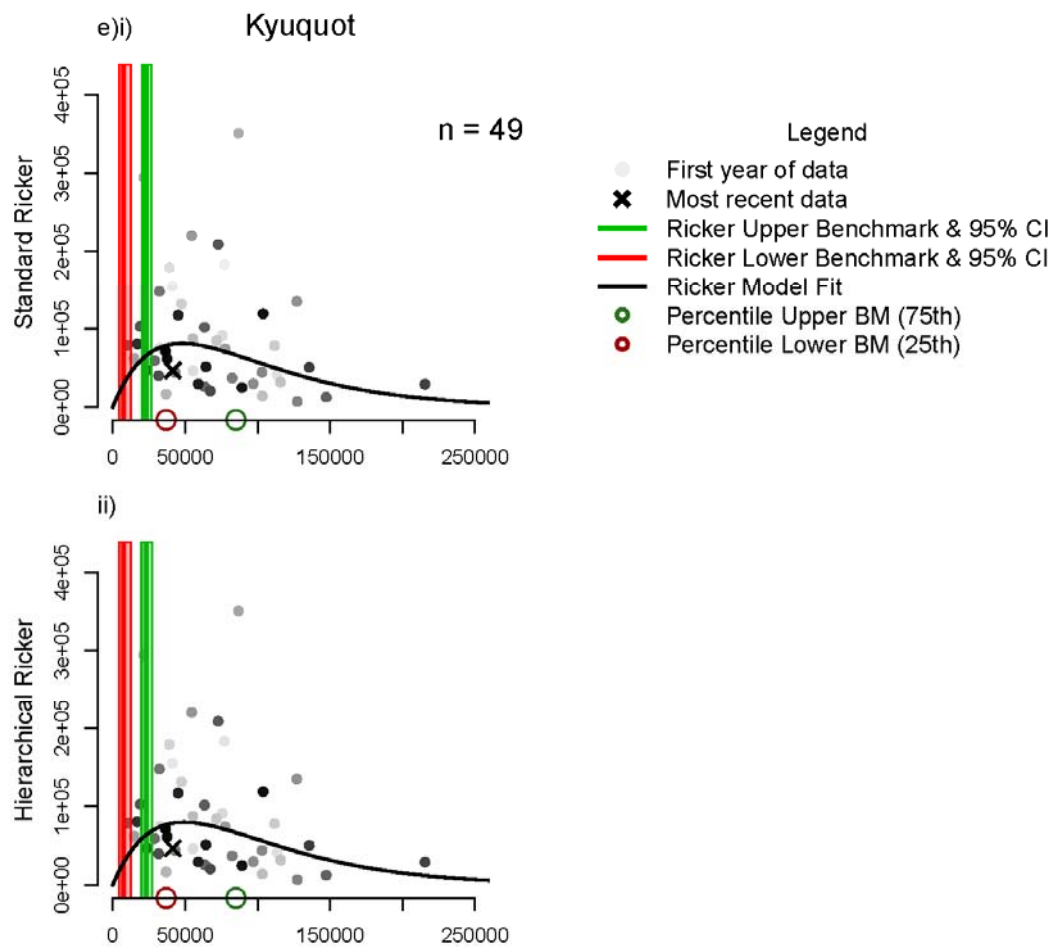 e)i)
Kyuquot
n = 49
Standard Ricker
4e+05
3e+05
2e+05
1e+05
0e+00
0
50000
150000
250000
Legend
First year of data
Most recent data
Ricker Upper Benchmark & 95% CI
Ricker Lower Benchmark & 95% CI
Ricker Model Fit
Percentile Upper BM (75th)
Percentile Lower BM (25th)
ii)
Hierarchical Ricker
4e+05
3e+05
2e+05
1e+05
0e+00
0
50000
150000
250000